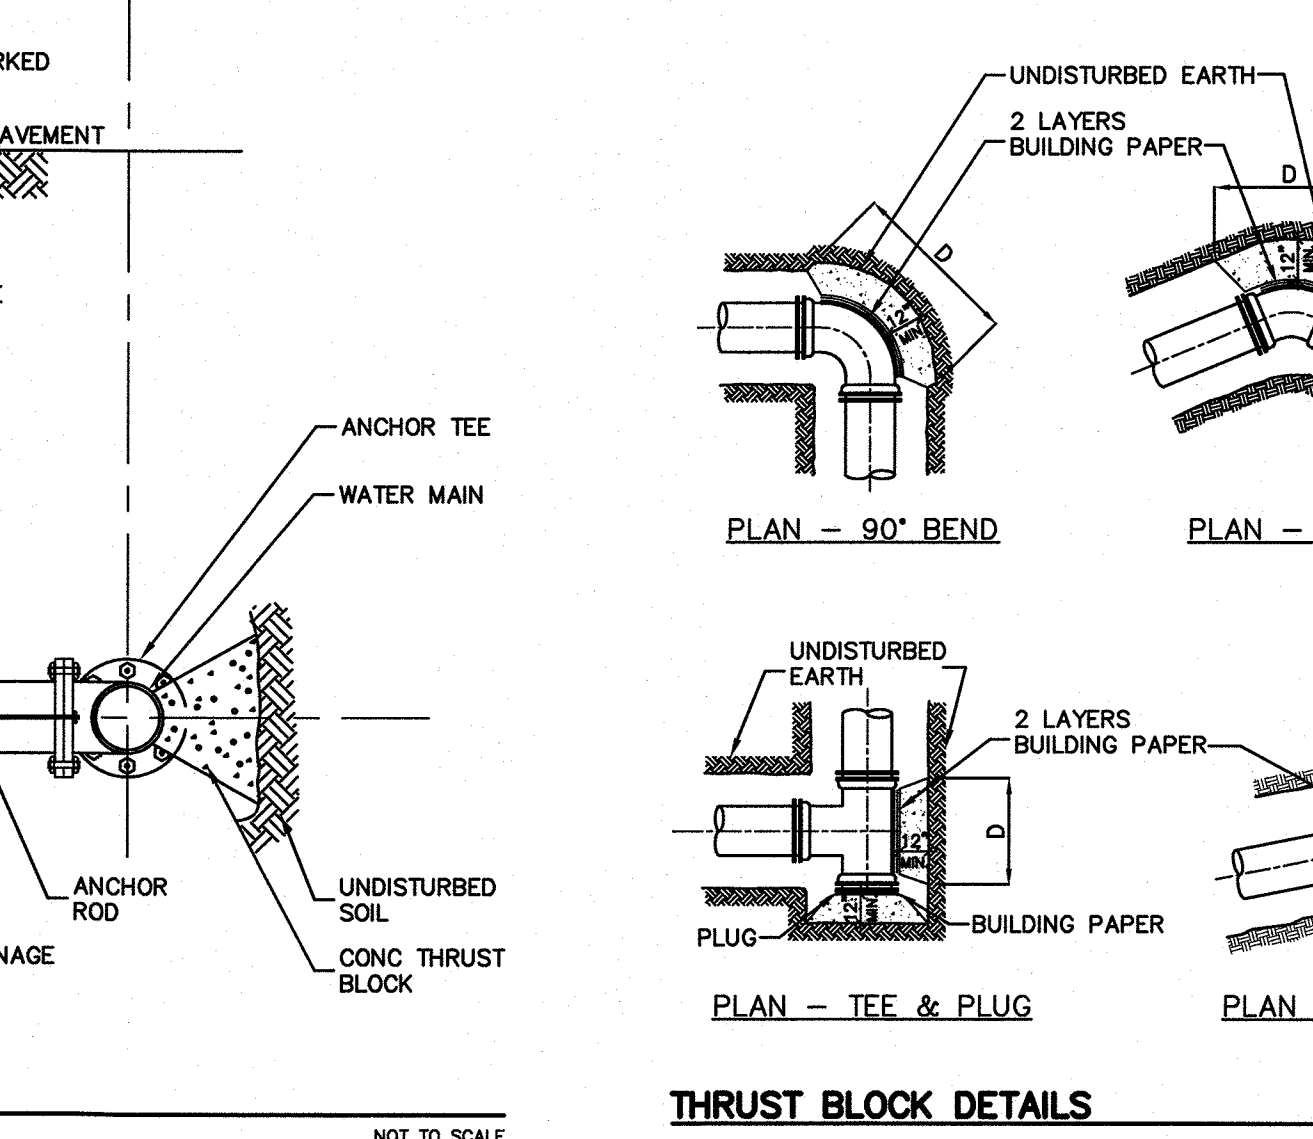 RKED
AVEMENT
ANCHOR TEE
WATER MAIN
ANCHOR
ROD
NAGE
UNDISTURBED
SOIL
CONC THRUST
BLOCK
NOT TO SCALE
UNDISTURBED EARTH
2 LAYERS
BUILDING PAPER
D
12"
MIN.
PLAN - 90° BEND
D
12"
MIN.
PLAN -
UNDISTURBED
EARTH
2 LAYERS
BUILDING PAPER
D
12"
MIN.
12"
MIN.
PLUG
BUILDING PAPER
PLAN - TEE & PLUG
PLAN
THRUST BLOCK DETAILS